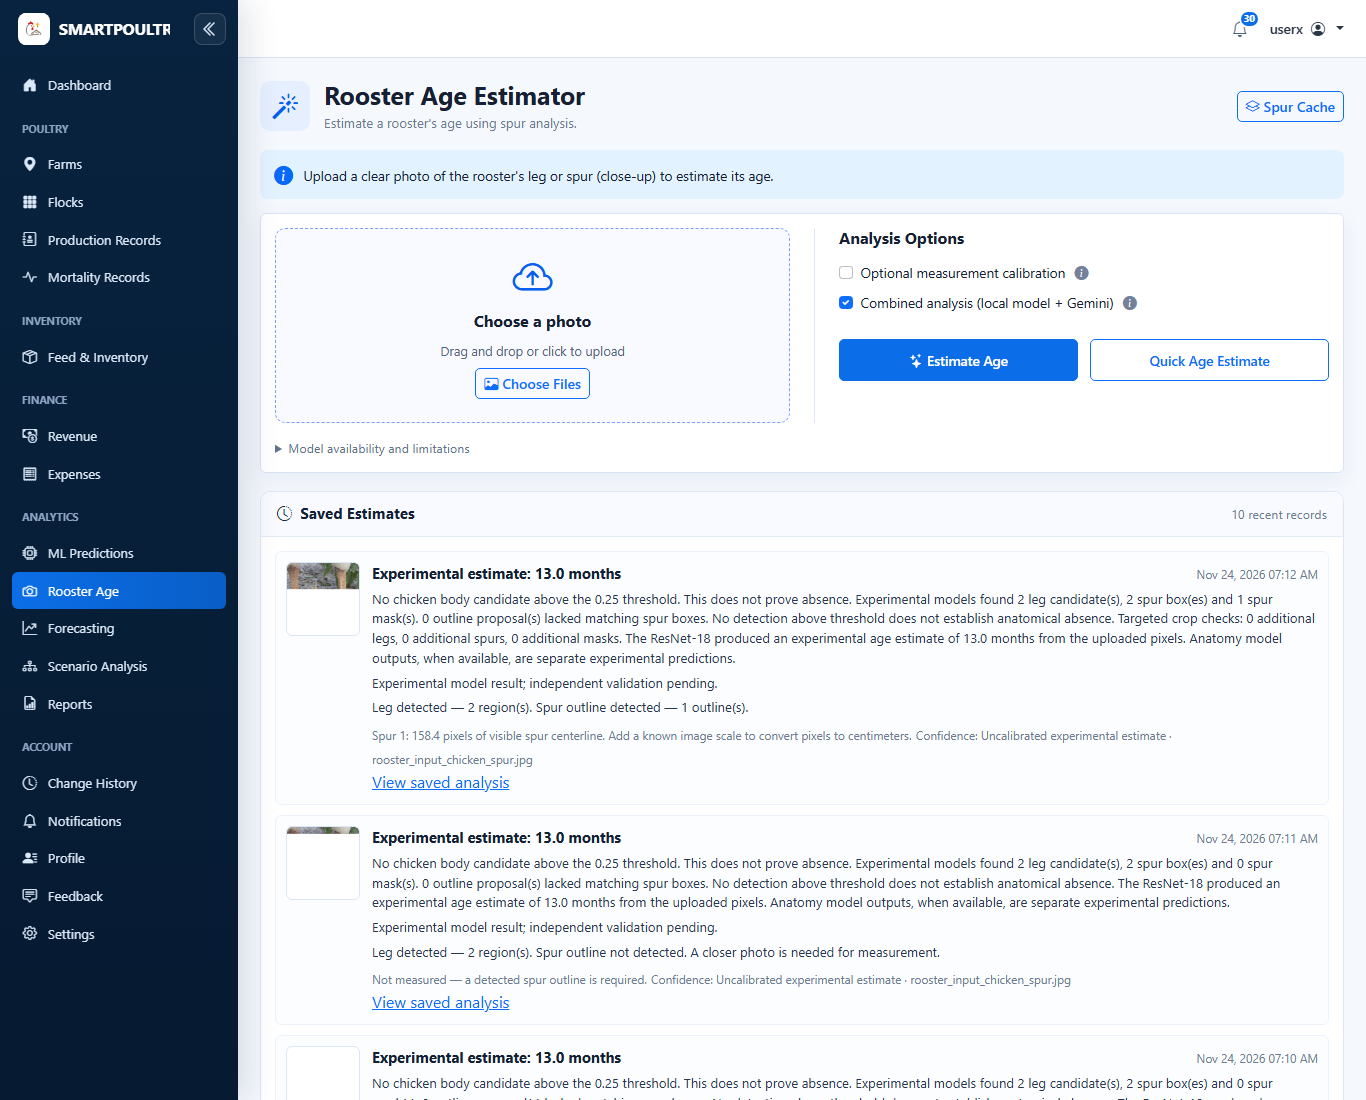 SMARTPOULTR
30
userx
Dashboard
POULTRY
Farms
Flocks
Production Records
Mortality Records
INVENTORY
Feed & Inventory
FINANCE
Revenue
Expenses
ANALYTICS
ML Predictions
Rooster Age
Forecasting
Scenario Analysis
Reports
ACCOUNT
Change History
Notifications
Profile
Feedback
Settings
Rooster Age Estimator
Estimate a rooster's age using spur analysis.
Spur Cache
Upload a clear photo of the rooster's leg or spur (close-up) to estimate its age.
Choose a photo
Drag and drop or click to upload
Choose Files
Analysis Options
Optional measurement calibration
Combined analysis (local model + Gemini)
Estimate Age
Quick Age Estimate
Model availability and limitations
Saved Estimates
10 recent records
Experimental estimate: 13.0 months
Nov 24, 2026 07:12 AM
No chicken body candidate above the 0.25 threshold. This does not prove absence. Experimental models found 2 leg candidate(s), 2 spur box(es) and 1 spur
mask(s). 0 outline proposal(s) lacked matching spur boxes. No detection above threshold does not establish anatomical absence. Targeted crop checks: 0 additional
legs, 0 additional spurs, 0 additional masks. The ResNet-18 produced an experimental age estimate of 13.0 months from the uploaded pixels. Anatomy model
outputs, when available, are separate experimental predictions.
Experimental model result; independent validation pending.
Leg detected — 2 region(s). Spur outline detected — 1 outline(s).
Spur 1: 158.4 pixels of visible spur centerline. Add a known image scale to convert pixels to centimeters. Confidence: Uncalibrated experimental estimate ·
rooster_input_chicken_spur.jpg
View saved analysis
Experimental estimate: 13.0 months
Nov 24, 2026 07:11 AM
No chicken body candidate above the 0.25 threshold. This does not prove absence. Experimental models found 2 leg candidate(s), 2 spur box(es) and 0 spur
mask(s). 0 outline proposal(s) lacked matching spur boxes. No detection above threshold does not establish anatomical absence. The ResNet-18 produced an
experimental age estimate of 13.0 months from the uploaded pixels. Anatomy model outputs, when available, are separate experimental predictions.
Experimental model result; independent validation pending.
Leg detected — 2 region(s). Spur outline not detected. A closer photo is needed for measurement.
Not measured — a detected spur outline is required. Confidence: Uncalibrated experimental estimate · rooster_input_chicken_spur.jpg
View saved analysis
Experimental estimate: 13.0 months
Nov 24, 2026 07:10 AM
No chicken body candidate above the 0.25 threshold. This does not prove absence. Experimental models found 2 leg candidate(s), 2 spur box(es) and 0 spur